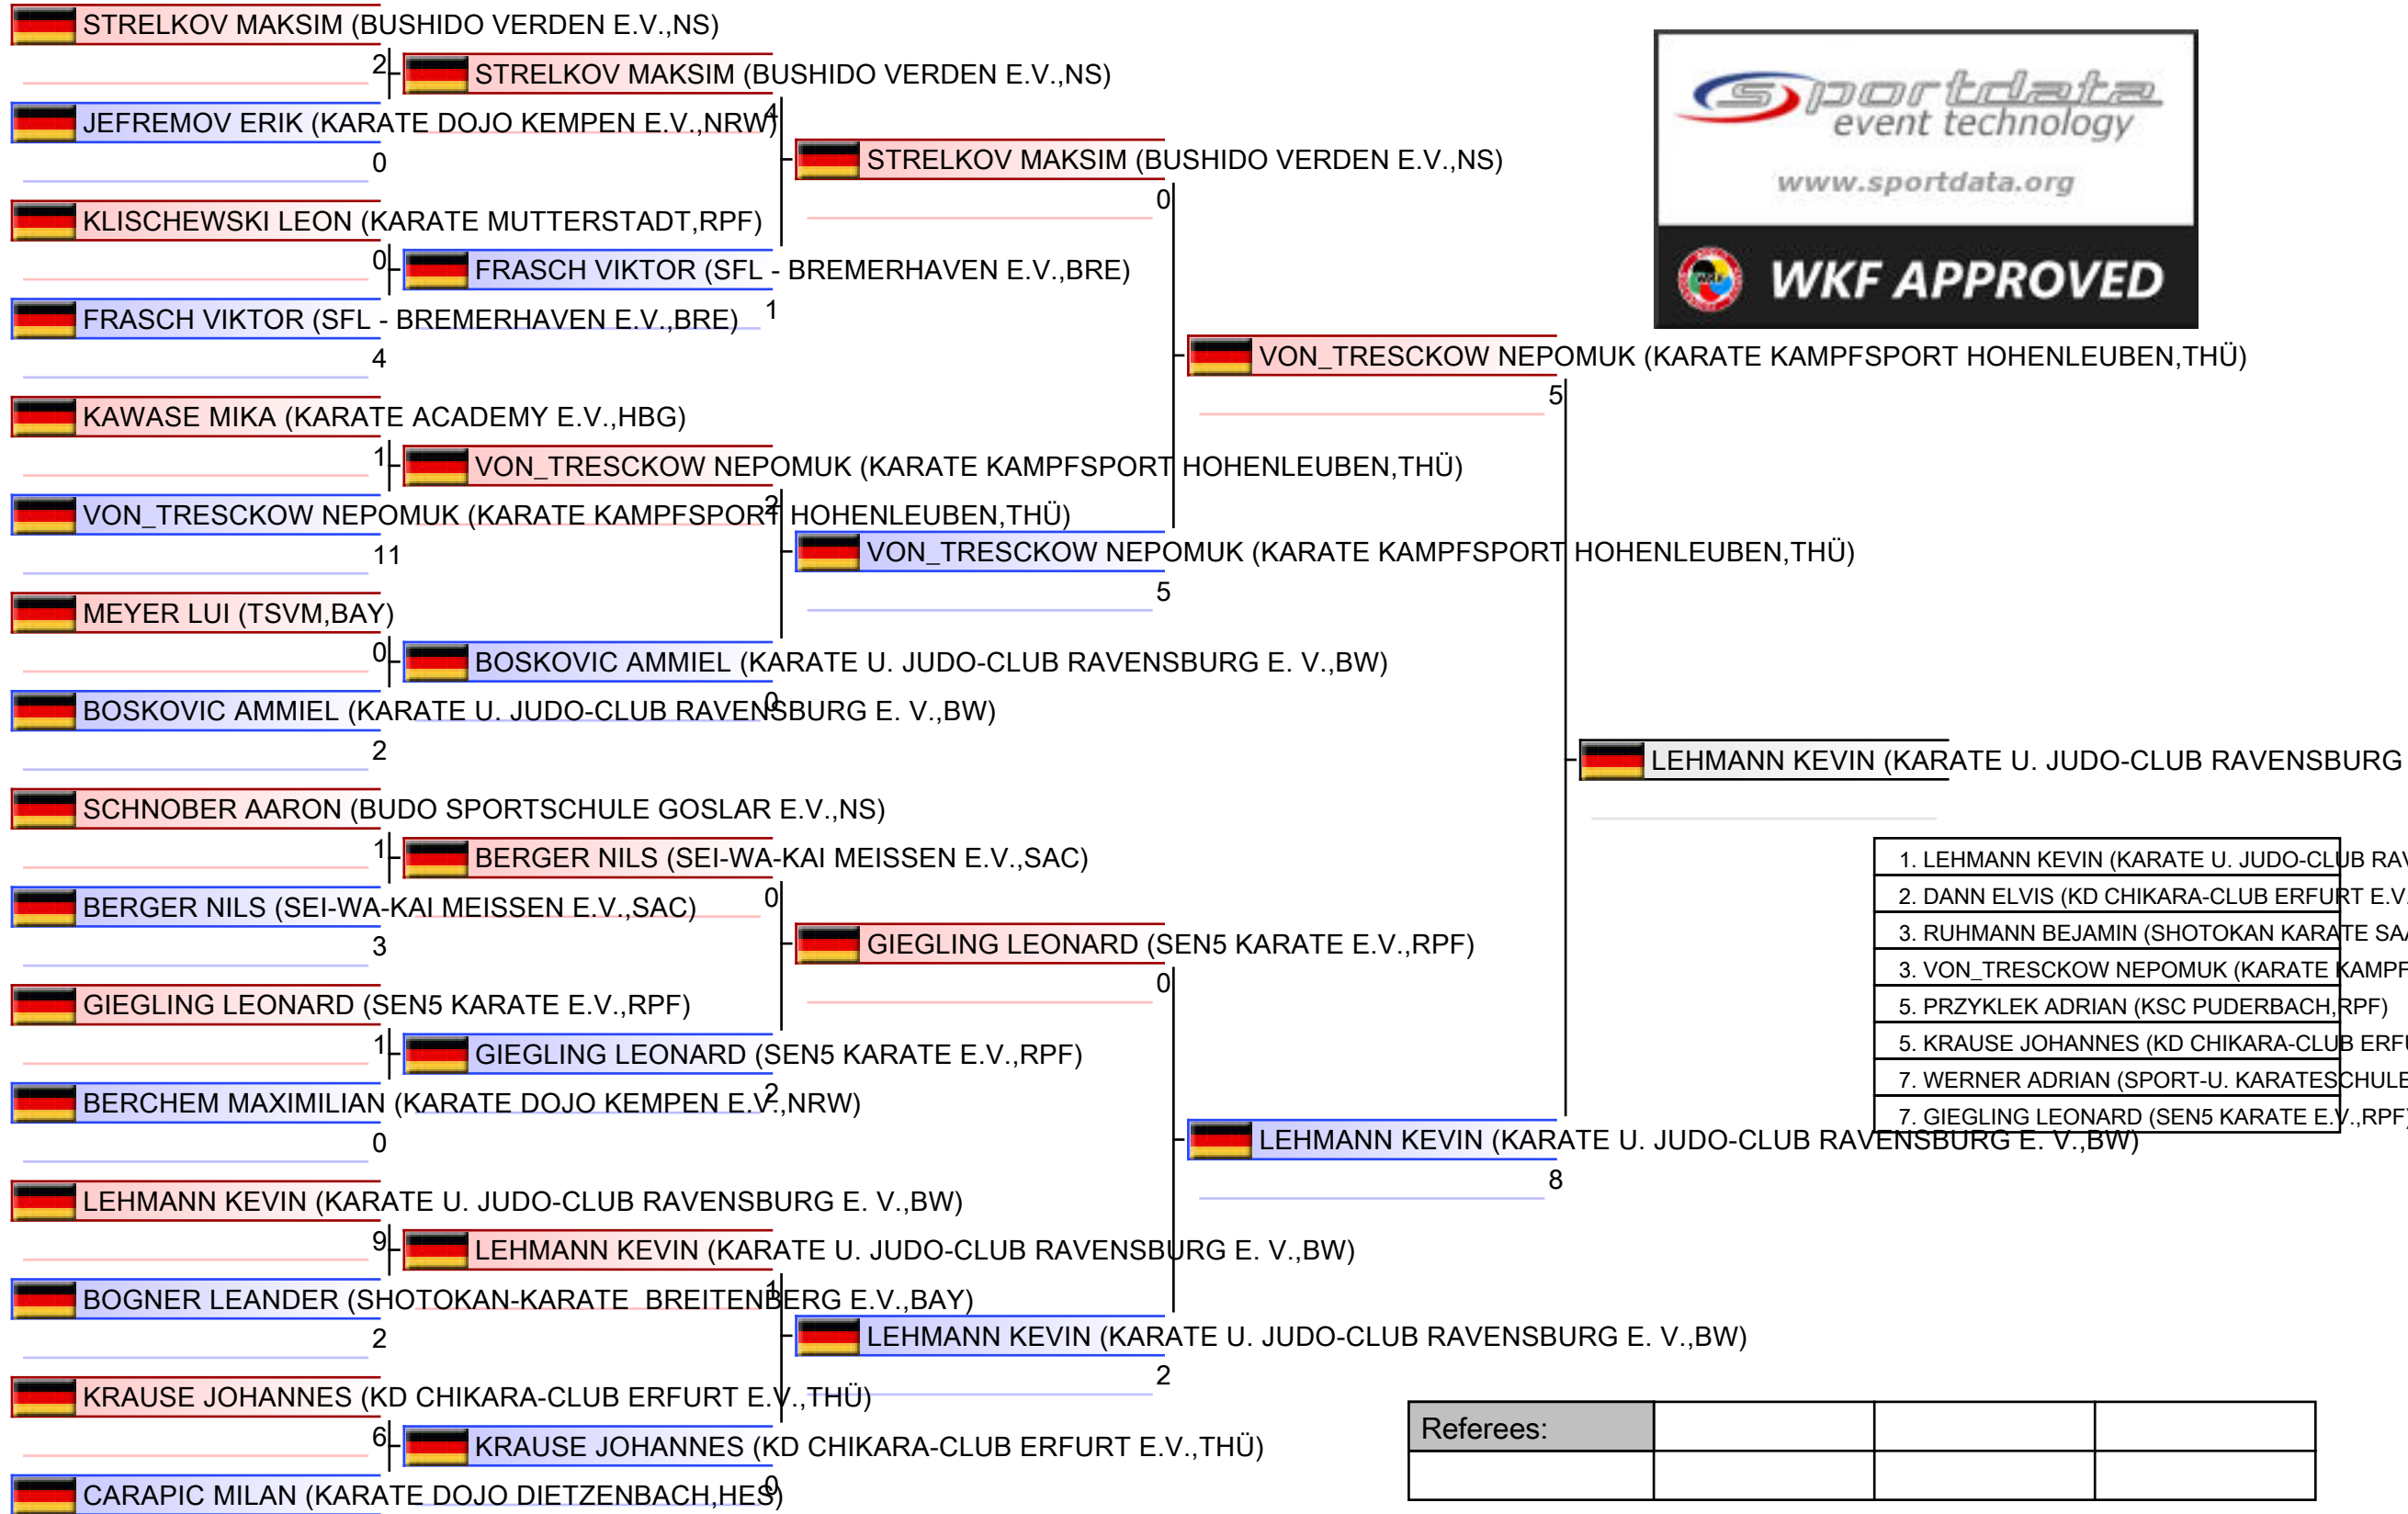 STRELKOV MAKSIM (BUSHIDO VERDEN E.V.,NS)
2
JEFREMOV ERIK (KARATE DOJO KEMPEN E.V.,NRW)
0
KLISCHEWSKI LEON (KARATE MUTTERSTADT,RPF)
0
FRASCH VIKTOR (SFL - BREMERHAVEN E.V.,BRE)
4
KAWASE MIKA (KARATE ACADEMY E.V.,HBG)
1
VON_TRESCKOW NEPOMUK (KARATE KAMPFSPORT HOHENLEUBEN,THÜ)
11
MEYER LUI (TSVM,BAY)
0
BOSKOVIC AMMIEL (KARATE U. JUDO-CLUB RAVENSBURG E. V.,BW)
2
SCHNOBER AARON (BUDO SPORTSCHULE GOSLAR E.V.,NS)
1
BERGER NILS (SEI-WA-KAI MEISSEN E.V.,SAC)
3
GIEGLING LEONARD (SEN5 KARATE E.V.,RPF)
1
BERCHEM MAXIMILIAN (KARATE DOJO KEMPEN E.V.,NRW)
0
LEHMANN KEVIN (KARATE U. JUDO-CLUB RAVENSBURG E. V.,BW)
9
BOGNER LEANDER (SHOTOKAN-KARATE  BREITENBERG E.V.,BAY)
2
KRAUSE JOHANNES (KD CHIKARA-CLUB ERFURT E.V.,THÜ)
6
CARAPIC MILAN (KARATE DOJO DIETZENBACH,HES)
STRELKOV MAKSIM (BUSHIDO VERDEN E.V.,NS)
4
FRASCH VIKTOR (SFL - BREMERHAVEN E.V.,BRE)
1
VON_TRESCKOW NEPOMUK (KARATE KAMPFSPORT HOHENLEUBEN,THÜ)
2
BOSKOVIC AMMIEL (KARATE U. JUDO-CLUB RAVENSBURG E. V.,BW)
0
BERGER NILS (SEI-WA-KAI MEISSEN E.V.,SAC)
0
GIEGLING LEONARD (SEN5 KARATE E.V.,RPF)
2
LEHMANN KEVIN (KARATE U. JUDO-CLUB RAVENSBURG E. V.,BW)
1
KRAUSE JOHANNES (KD CHIKARA-CLUB ERFURT E.V.,THÜ)
0
STRELKOV MAKSIM (BUSHIDO VERDEN E.V.,NS)
0
VON_TRESCKOW NEPOMUK (KARATE KAMPFSPORT HOHENLEUBEN,THÜ)
5
GIEGLING LEONARD (SEN5 KARATE E.V.,RPF)
0
LEHMANN KEVIN (KARATE U. JUDO-CLUB RAVENSBURG E. V.,BW)
2
VON_TRESCKOW NEPOMUK (KARATE KAMPFSPORT HOHENLEUBEN,THÜ)
5
LEHMANN KEVIN (KARATE U. JUDO-CLUB RAVENSBURG E. V.,BW)
8
LEHMANN KEVIN (KARATE U. JUDO-CLUB RAVENSBURG
sportdata
event technology
www.sportdata.org
WKF APPROVED
1. LEHMANN KEVIN (KARATE U. JUDO-CLUB RAV
2. DANN ELVIS (KD CHIKARA-CLUB ERFURT E.V.
3. RUHMANN BEJAMIN (SHOTOKAN KARATE SAA
3. VON_TRESCKOW NEPOMUK (KARATE KAMPF
5. PRZYKLEK ADRIAN (KSC PUDERBACH,RPF)
5. KRAUSE JOHANNES (KD CHIKARA-CLUB ERFU
7. WERNER ADRIAN (SPORT-U. KARATESCHULE
7. GIEGLING LEONARD (SEN5 KARATE E.V.,RPF)
Referees: